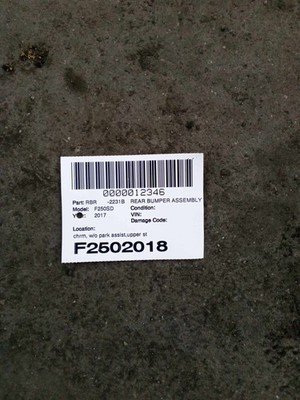 0000012346
Part: RBR -2231B REAR BUMPER ASSEMBLY
Model: F250SD Condition:
2017 VIN:
Damage Code:
Location:
chrth, w/o park assist,upper st
F2502018